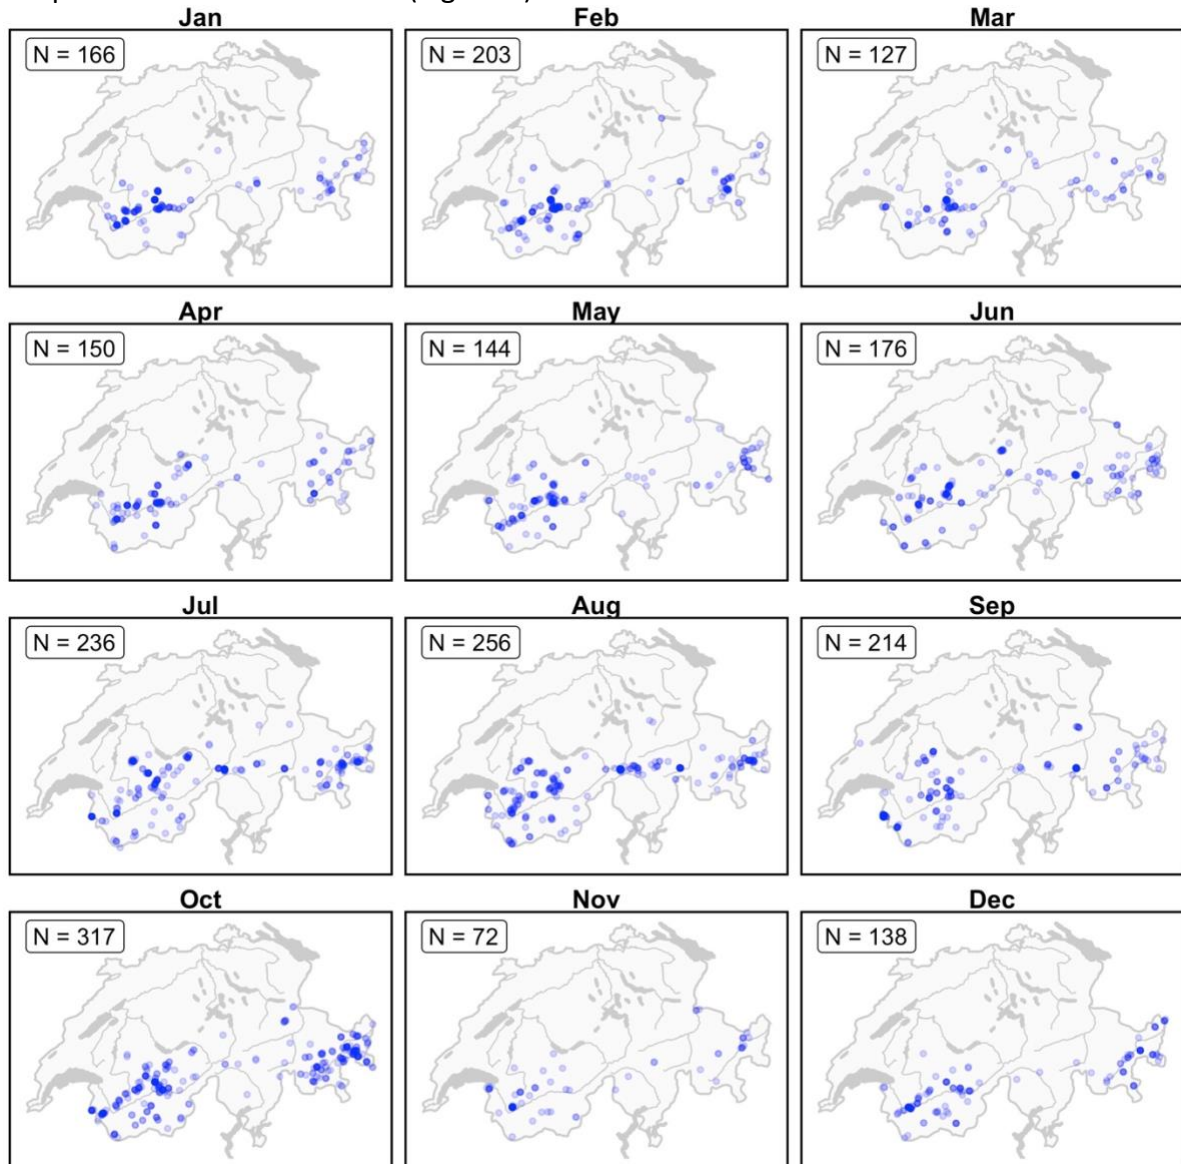 Jan Feb Mar
N = 166 N = 203 N = 127
Apr May Jun
N = 150 N = 144 N = 176
Jul Aug Sep
N = 236 N = 256 N = 214
Oct Nov Dec
N = 317 N = 72 N = 138